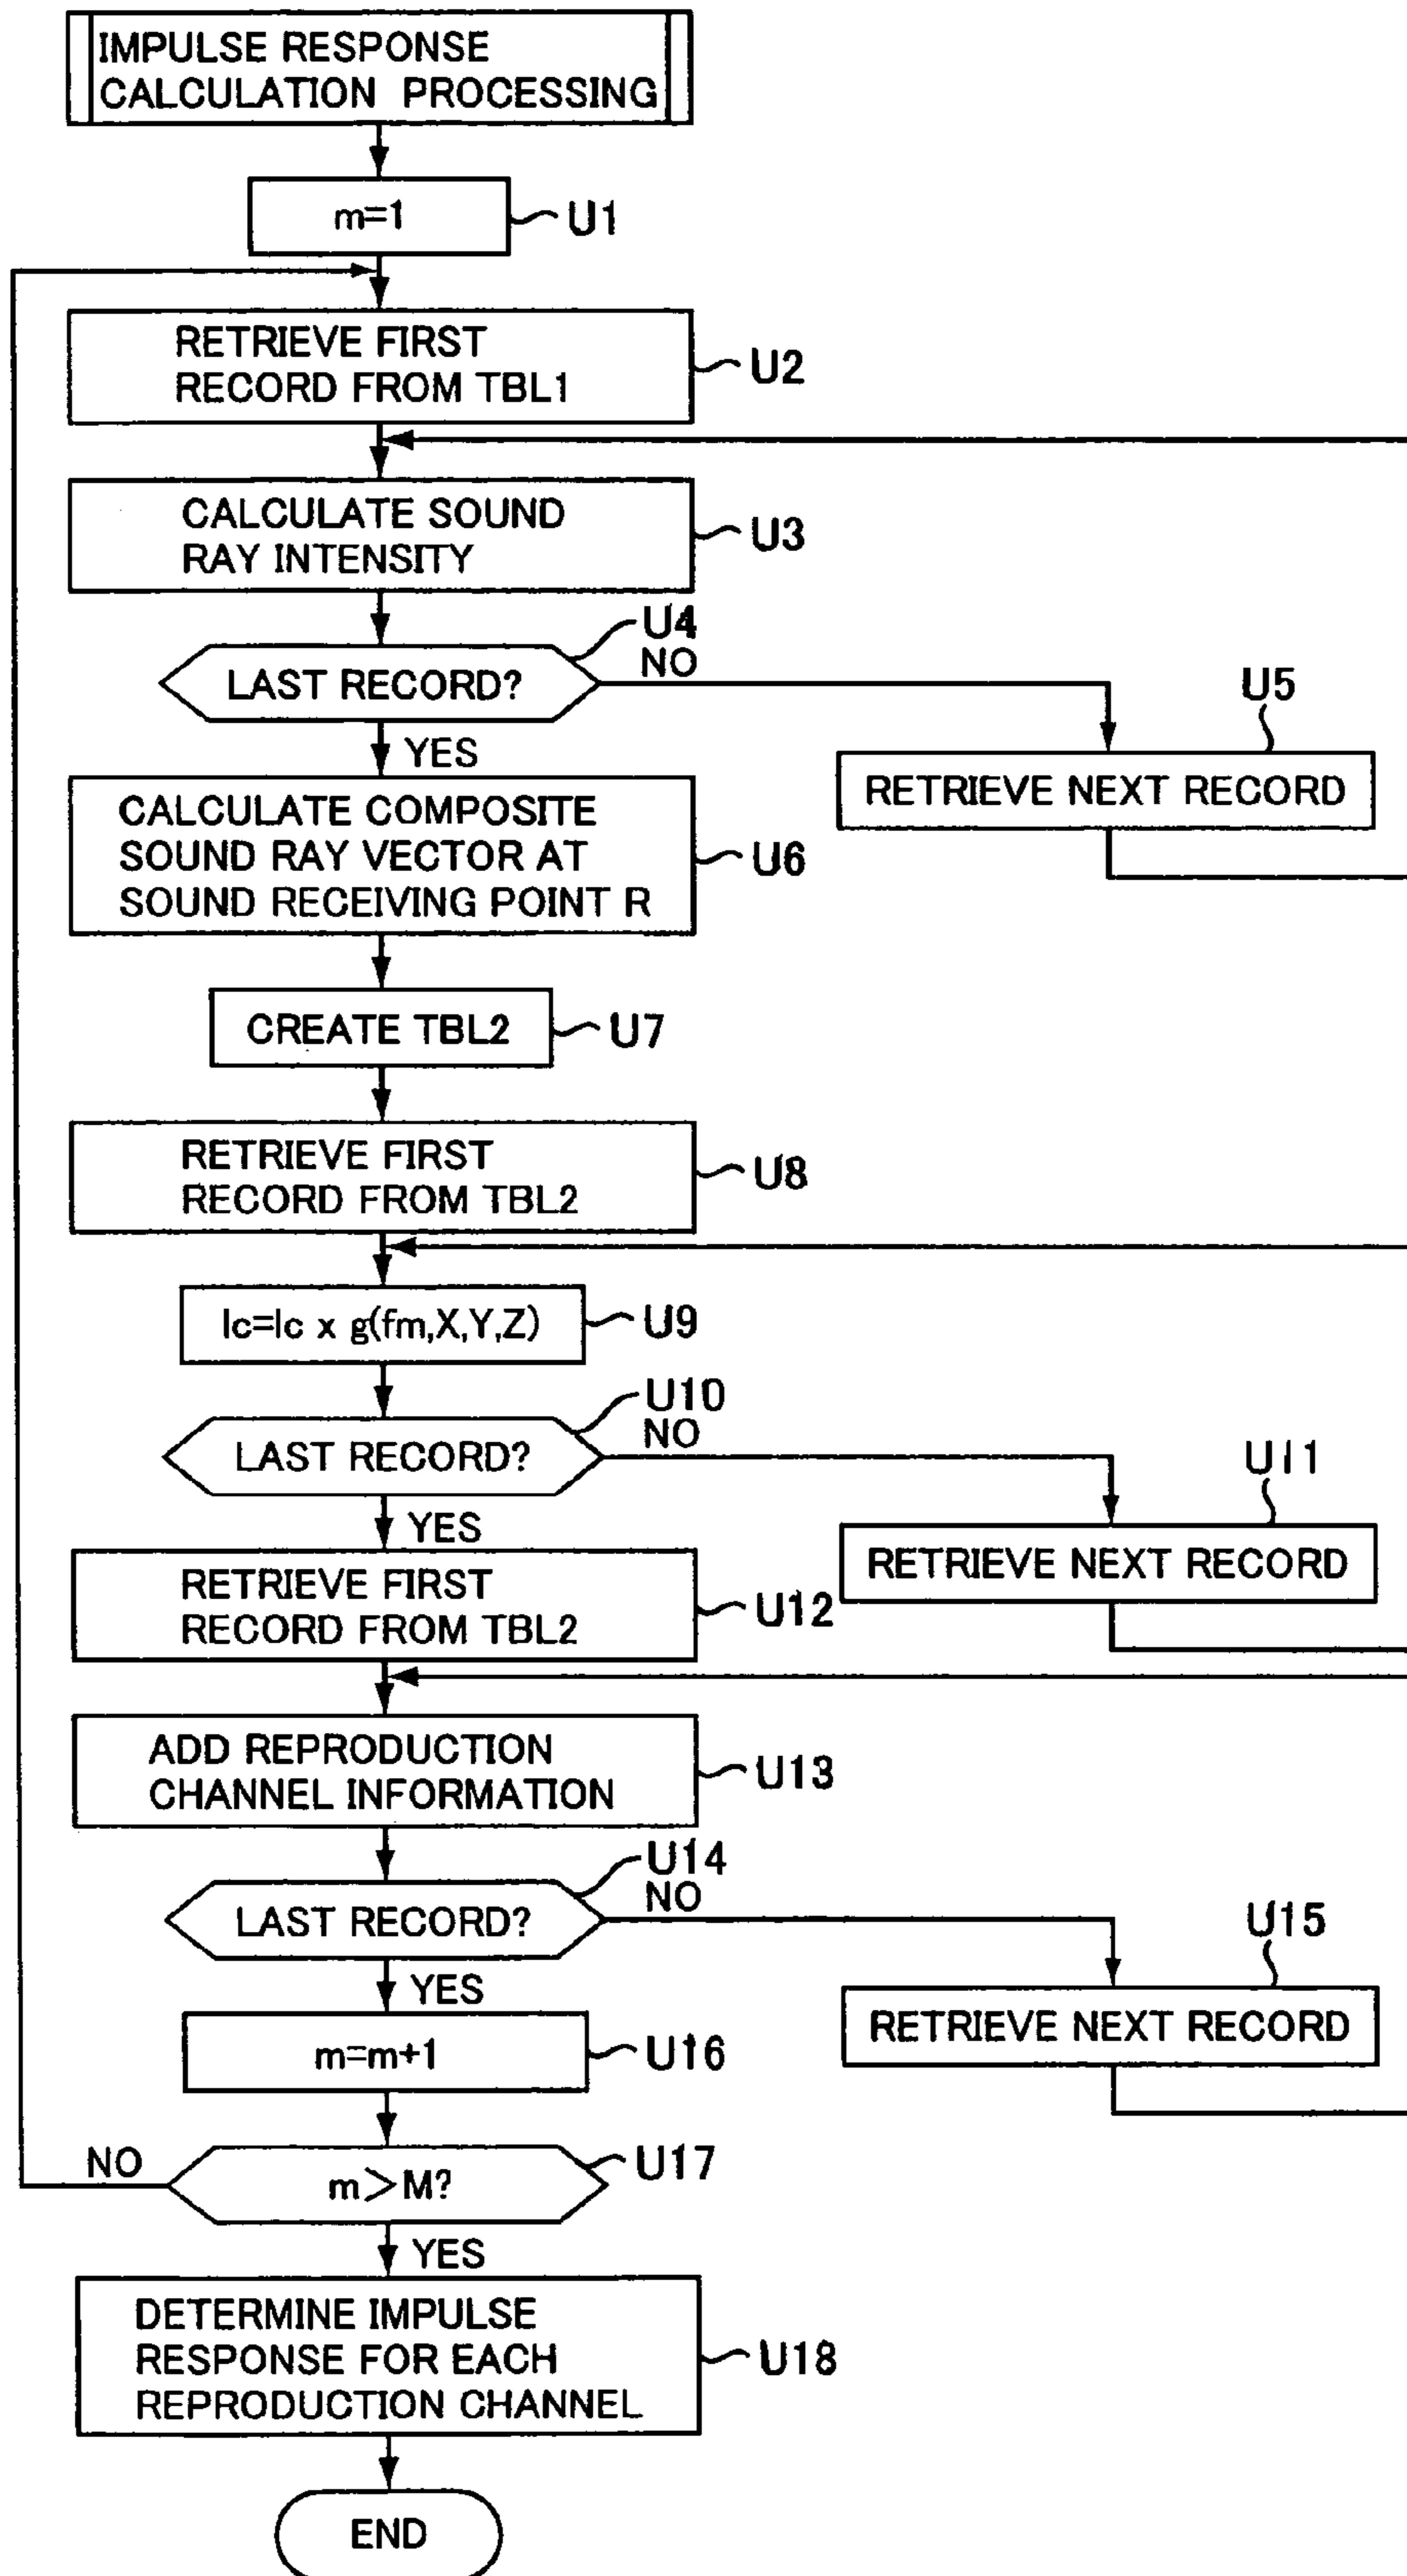 IMPULSE RESPONSE
CALCULATION PROCESSING
m=1
U1
RETRIEVE FIRST
RECORD FROM TBL1
U2
CALCULATE SOUND
RAY INTENSITY
U3
U4
LAST RECORD?
NO
YES
U5
RETRIEVE NEXT RECORD
CALCULATE COMPOSITE
SOUND RAY VECTOR AT
SOUND RECEIVING POINT R
U6
CREATE TBL2
U7
RETRIEVE FIRST
RECORD FROM TBL2
U8
Ic=Ic x g(fm,X,Y,Z)
U9
U10
LAST RECORD?
NO
YES
U11
RETRIEVE NEXT RECORD
RETRIEVE FIRST
RECORD FROM TBL2
U12
ADD REPRODUCTION
CHANNEL INFORMATION
U13
U14
LAST RECORD?
NO
YES
U15
RETRIEVE NEXT RECORD
m=m+1
U16
NO
m>M?
U17
YES
DETERMINE IMPULSE
RESPONSE FOR EACH
REPRODUCTION CHANNEL
U18
END